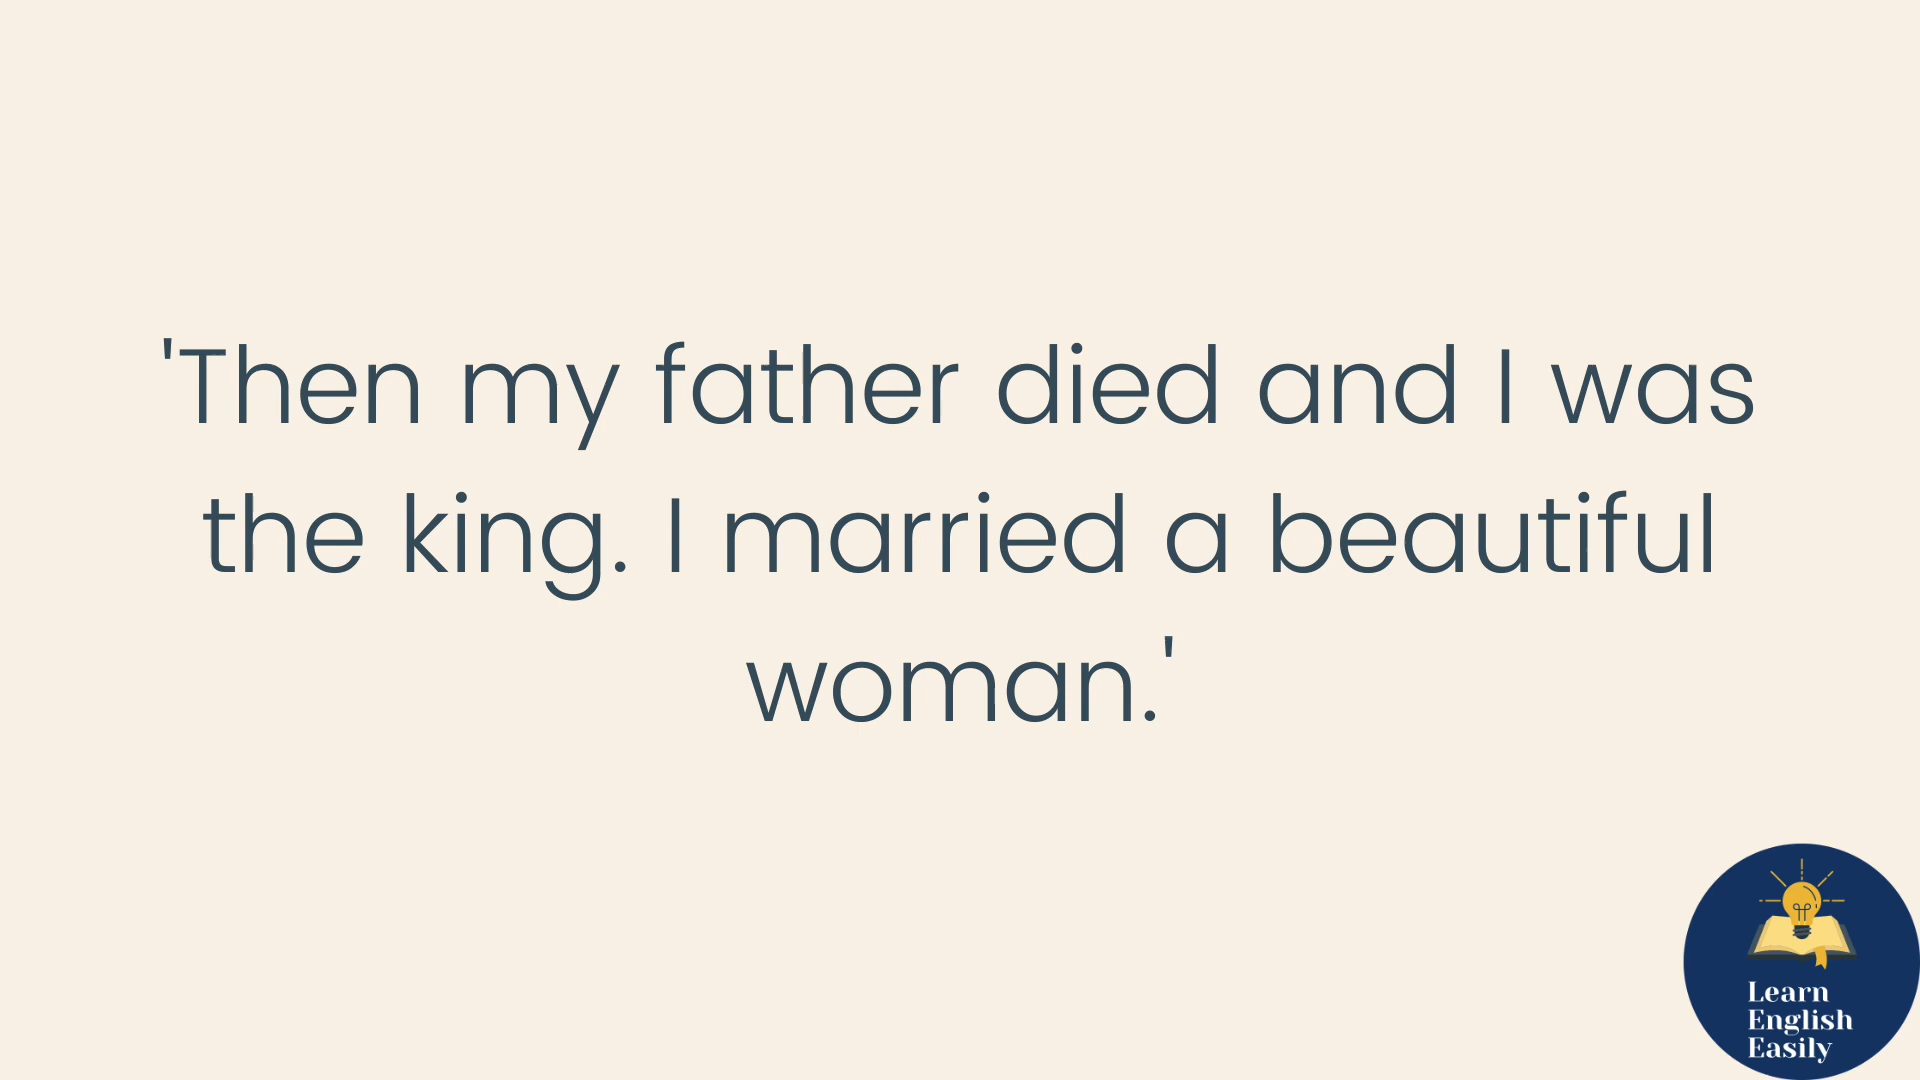 'Then my father died and I was
the king. I married a beautiful
woman.'
Learn
English
Easily